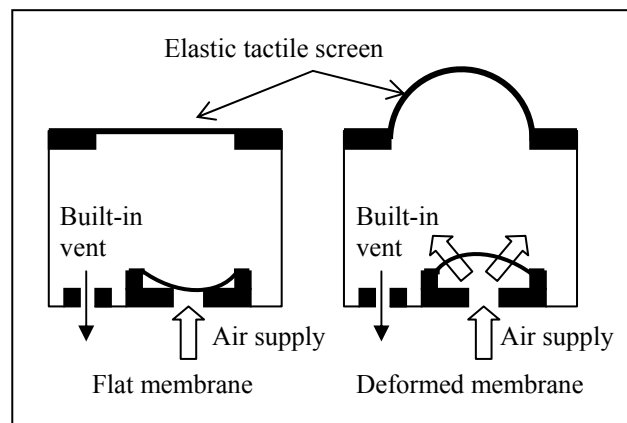 Elastic tactile screen
Built-in
vent
Built-in
vent
Air supply
Air supply
Flat membrane
Deformed membrane